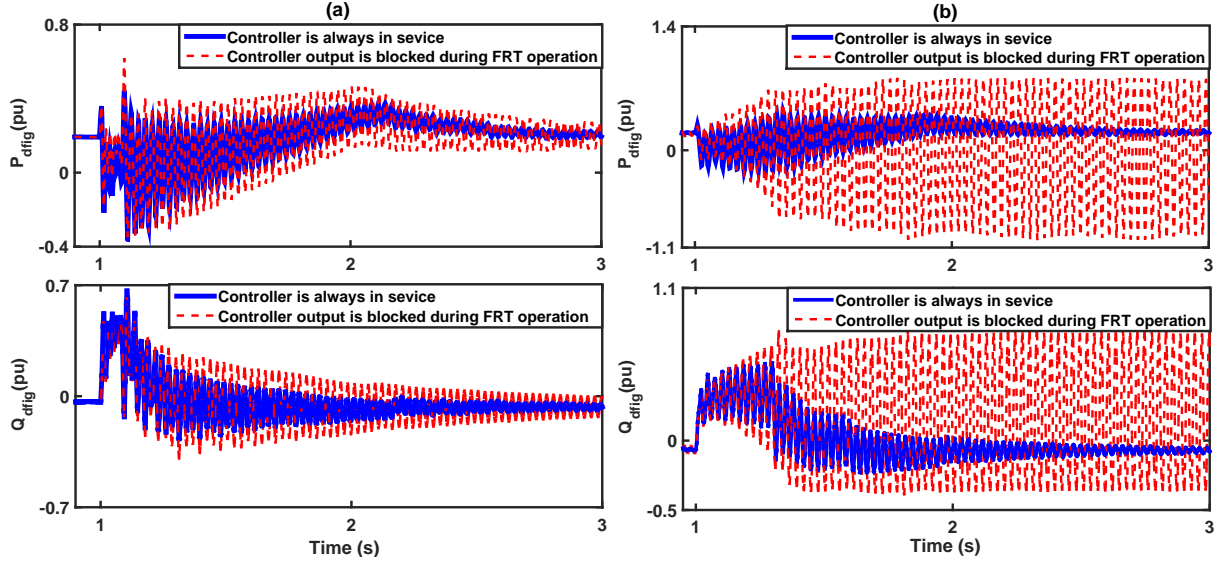 (a)
0.8
Controller is always in sevice
Controller output is blocked during FRT operation
P_dfig(pu)
0
-0.4
1
2
3
0.7
Controller is always in sevice
Controller output is blocked during FRT operation
Q_dfig(pu)
0
-0.7
1
2
3
Time (s)
(b)
1.4
Controller is always in sevice
Controller output is blocked during FRT operation
P_dfig(pu)
0
-1.1
1
2
3
1.1
Controller is always in sevice
Controller output is blocked during FRT operation
Q_dfig(pu)
0
-0.5
1
2
3
Time (s)